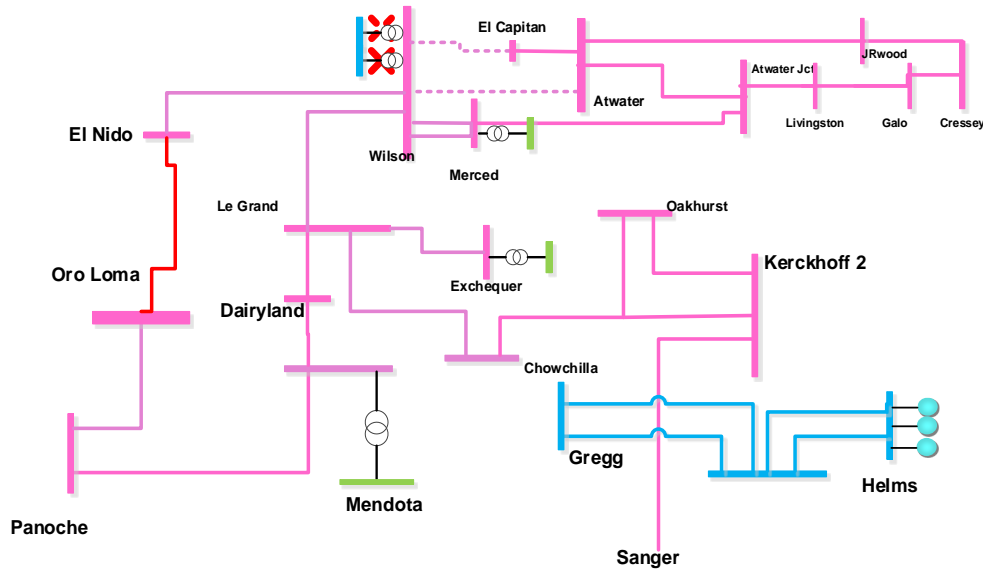 El Capitan
JRwood
Atwater Jct
Atwater
Livingston
Galo
Cressey
El Nido
Wilson
Merced
Le Grand
Oakhurst
Oro Loma
Exchequer
Kerckhoff 2
Dairyland
Chowchilla
Gregg
Helms
Mendota
Panoche
Sanger